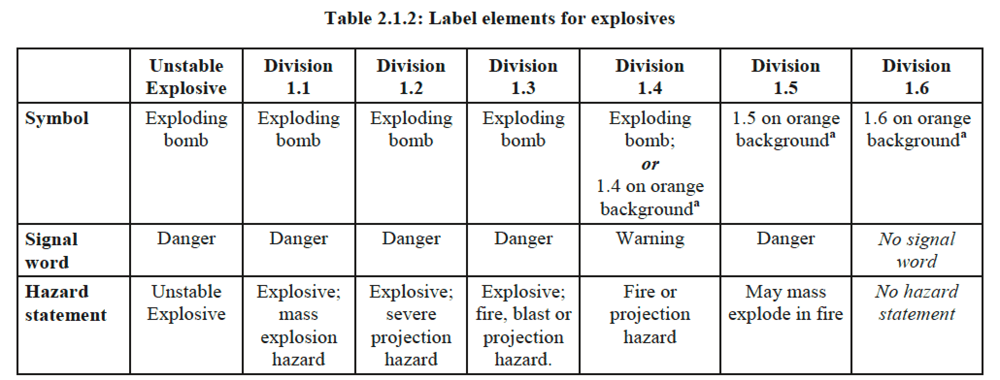 Table 2.1.2: Label elements for explosives
Unstable
Explosive
Division
1.1
Division
1.2
Division
1.3
Division
1.4
Division
1.5
Division
1.6
Symbol
Exploding
bomb
Exploding
bomb
Exploding
bomb
Exploding
bomb
Exploding
bomb;
or
1.4 on orange
backgroundᵃ
1.5 on orange
backgroundᵃ
1.6 on orange
backgroundᵃ
Signal
word
Danger
Danger
Danger
Danger
Warning
Danger
No signal
word
Hazard
statement
Unstable
Explosive
Explosive;
mass
explosion
hazard
Explosive;
severe
projection
hazard
Explosive;
fire, blast or
projection
hazard.
Fire or
projection
hazard
May mass
explode in fire
No hazard
statement